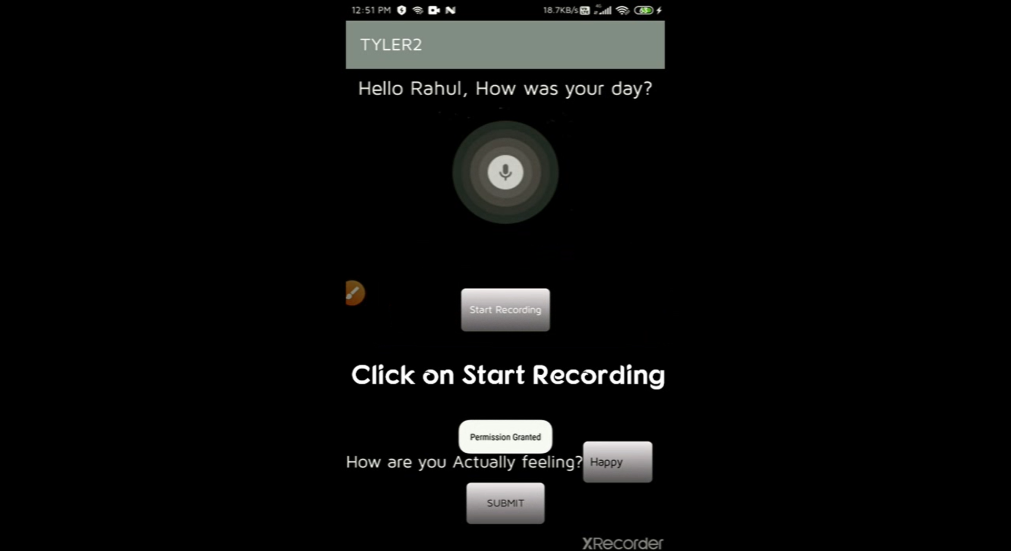 12:51 PM
18.7KB/s
TYLER2
Hello Rahul, How was your day?
Start Recording
Click on Start Recording
Permission Granted
How are you Actually feeling? Happy
SUBMIT
XRecorder